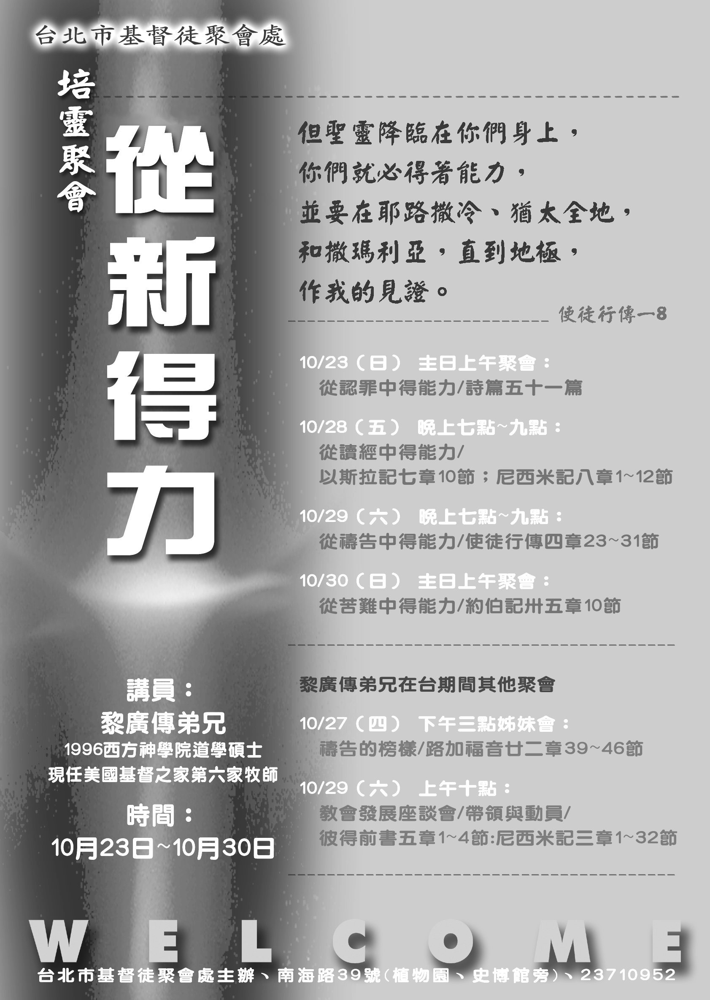 台北市基督徒聚會處
培靈聚會
從新得力
但聖靈降臨在你們身上，
你們就必得著能力，
並要在耶路撒冷、猶太全地，
和撒瑪利亞，直到地極，
作我的見證。
使徒行傳一8
10/23（日） 主日上午聚會：
從認罪中得能力/詩篇五十一篇
10/28（五） 晚上七點~九點：
從讀經中得能力/
以斯拉記七章10節；尼西米記八章1~12節
10/29（六） 晚上七點~九點：
從禱告中得能力/使徒行傳四章23~31節
10/30（日） 主日上午聚會：
從苦難中得能力/約伯記卅五章10節
講員：
黎廣傳弟兄
1996西方神學院道學碩士
現任美國基督之家第六家牧師
時間：
10月23日~10月30日
黎廣傳弟兄在台期間其他聚會
10/27（四） 下午三點姊妹會：
禱告的榜樣/路加福音廿二章39~46節
10/29（六） 上午十點：
教會發展座談會/帶領與動員/
彼得前書五章1~4節:尼西米記三章1~32節
WELCOME
台北市基督徒聚會處主辦、南海路39號(植物園、史博館旁)、23710952